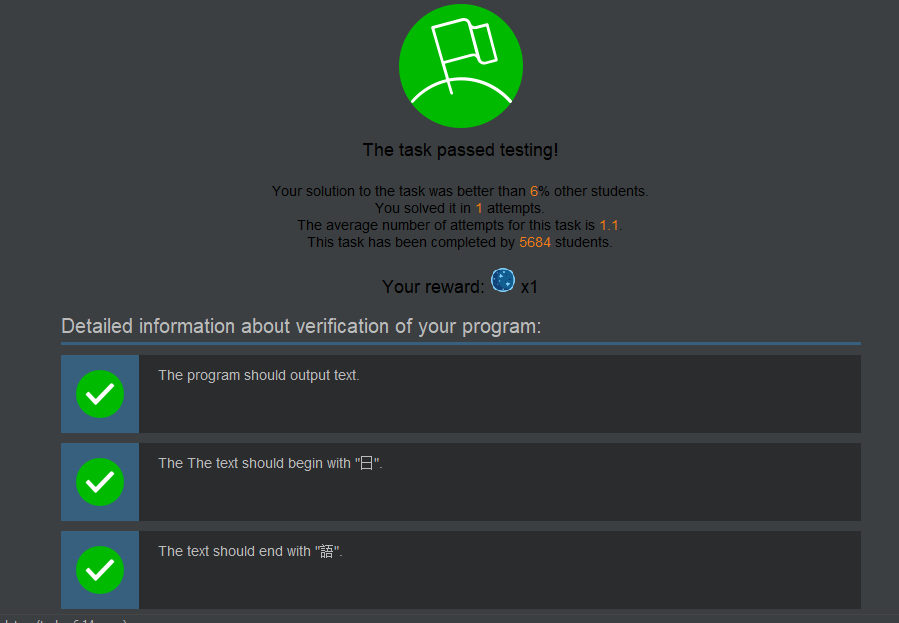 The task passed testing!
Your solution to the task was better than 6% other students.
You solved it in 1 attempts.
The average number of attempts for this task is 1.1.
This task has been completed by 5684 students.
Your reward: x1
Detailed information about verification of your program:
The program should output text.
The The text should begin with "日".
The text should end with "語".